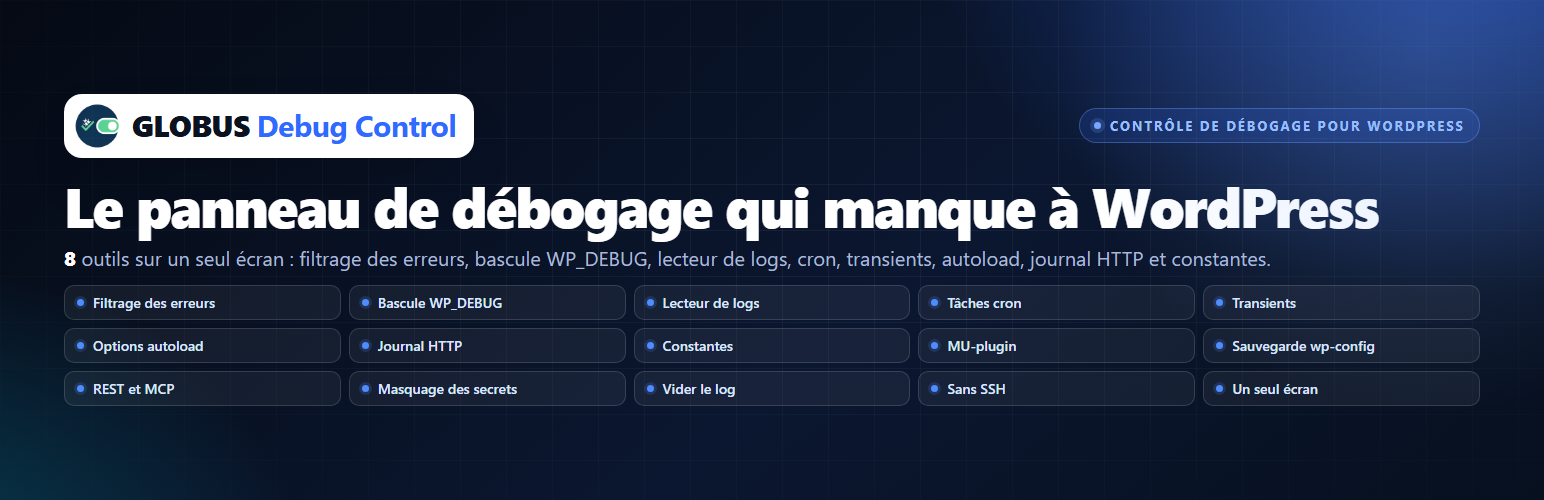 GLOBUS Debug Control
CONTRÔLE DE DÉBOGAGE POUR WORDPRESS
Le panneau de débogage qui manque à WordPress
8 outils sur un seul écran : filtrage des erreurs, bascule WP_DEBUG, lecteur de logs, cron, transients, autoload, journal HTTP et constantes.
Filtrage des erreurs
Bascule WP_DEBUG
Lecteur de logs
Tâches cron
Transients
Options autoload
Journal HTTP
Constantes
MU-plugin
Sauvegarde wp-config
REST et MCP
Masquage des secrets
Vider le log
Sans SSH
Un seul écran